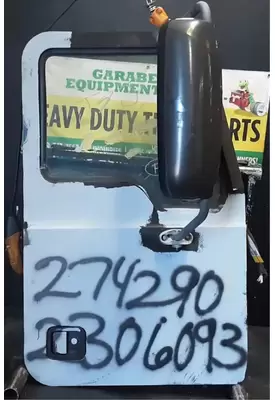 GARABE
EQUIPMENT
EAVY DUTY T RTS
274290
2306093